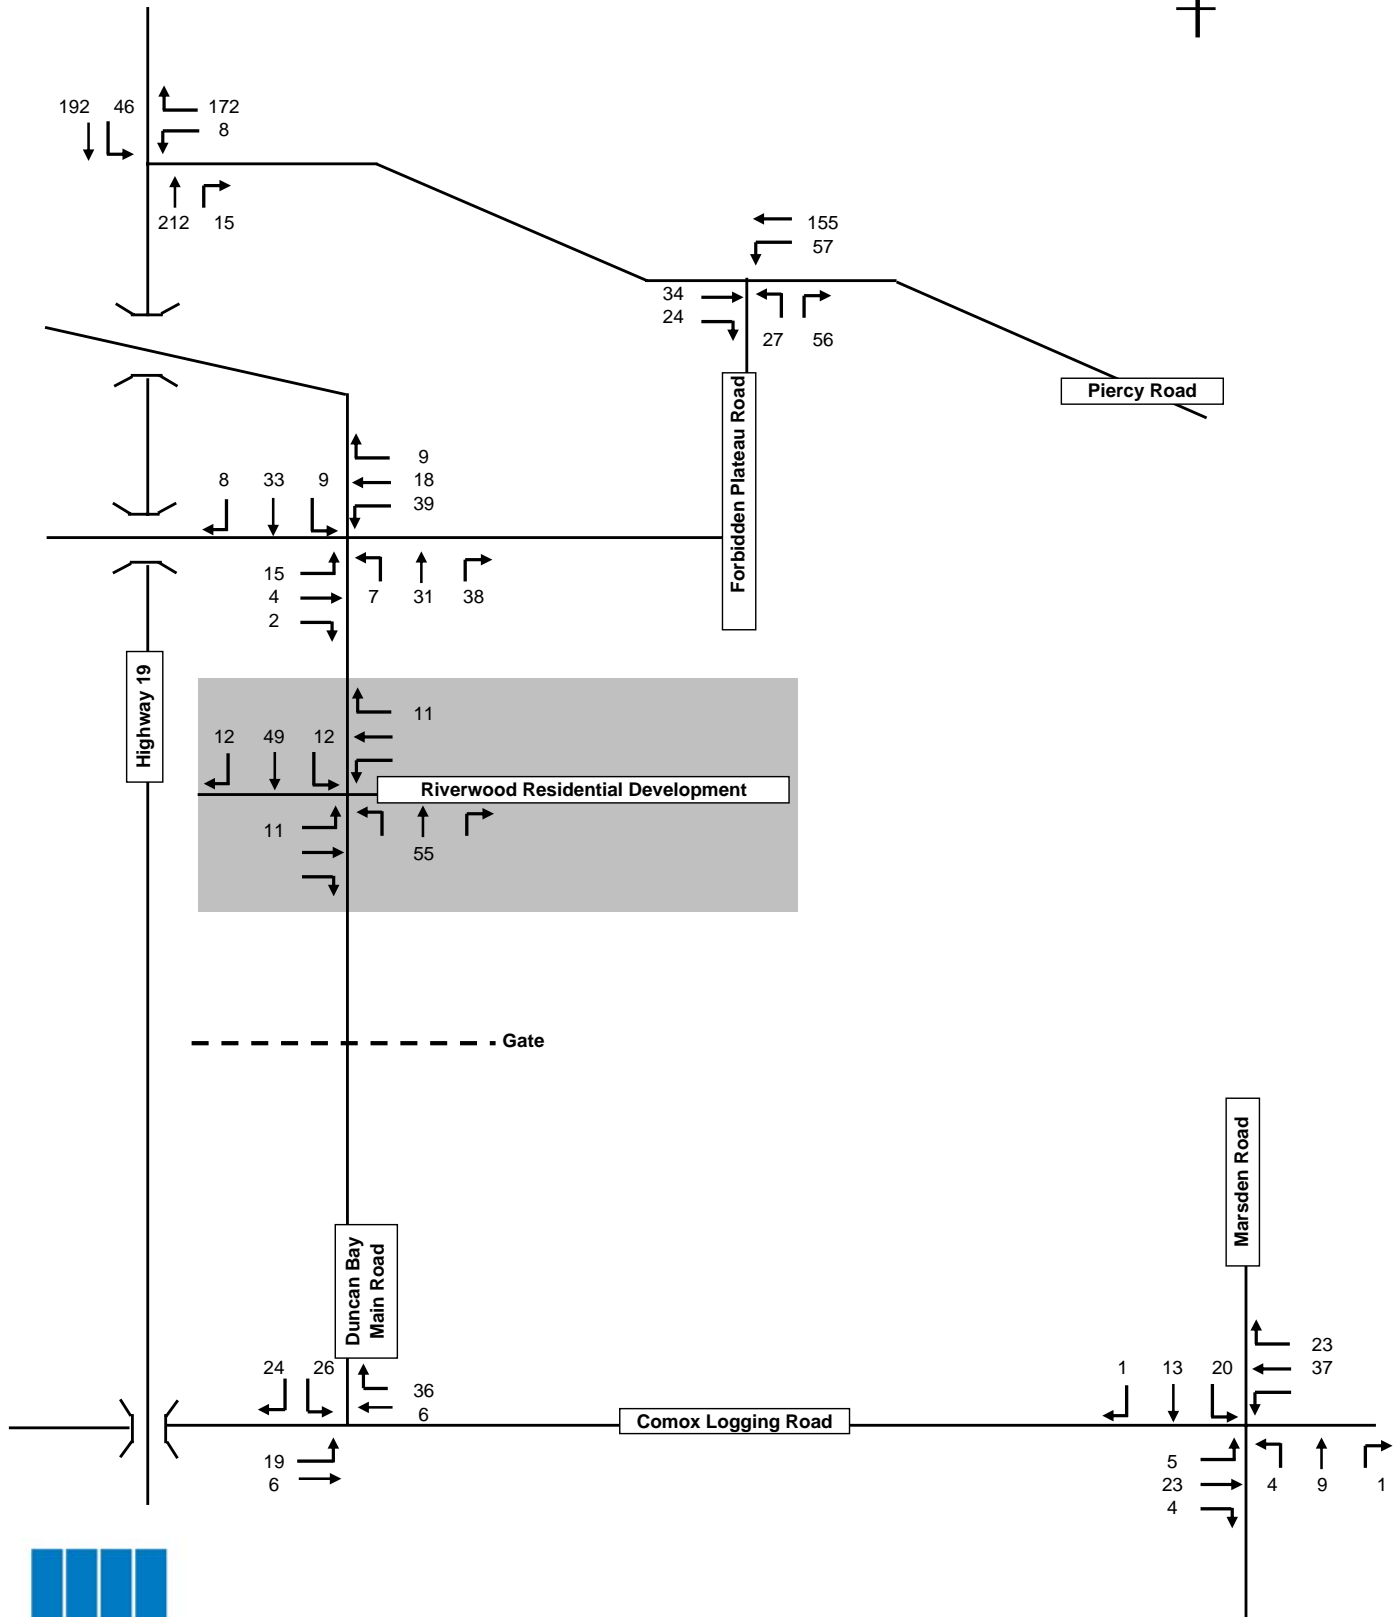 192 46 172
8
212 15
155
57
34
24
27 56
Piercy Road
Forbidden Plateau Road
9
8 33 9 18
39
15
4 7 31 38
2
Highway 19
11
12 49 12
Riverwood Residential Development
11
55
Gate
Marsden Road
Duncan Bay
Main Road
24 26
36
6
19
6
Comox Logging Road
23
1 13 20 37
5
23 4 9 1
4